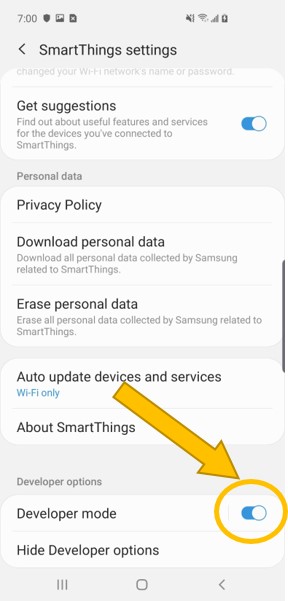 7:00
SmartThings settings
changed your Wi-Fi network's name or password.
Get suggestions
Find out about useful features and services
for the devices you've connected to
SmartThings.
Personal data
Privacy Policy
Download personal data
Download all personal data collected by Samsung
related to SmartThings.
Erase personal data
Erase all personal data collected by Samsung related to
SmartThings.
Auto update devices and services
Wi-Fi only
About SmartThings
Developer options
Developer mode
Hide Developer options